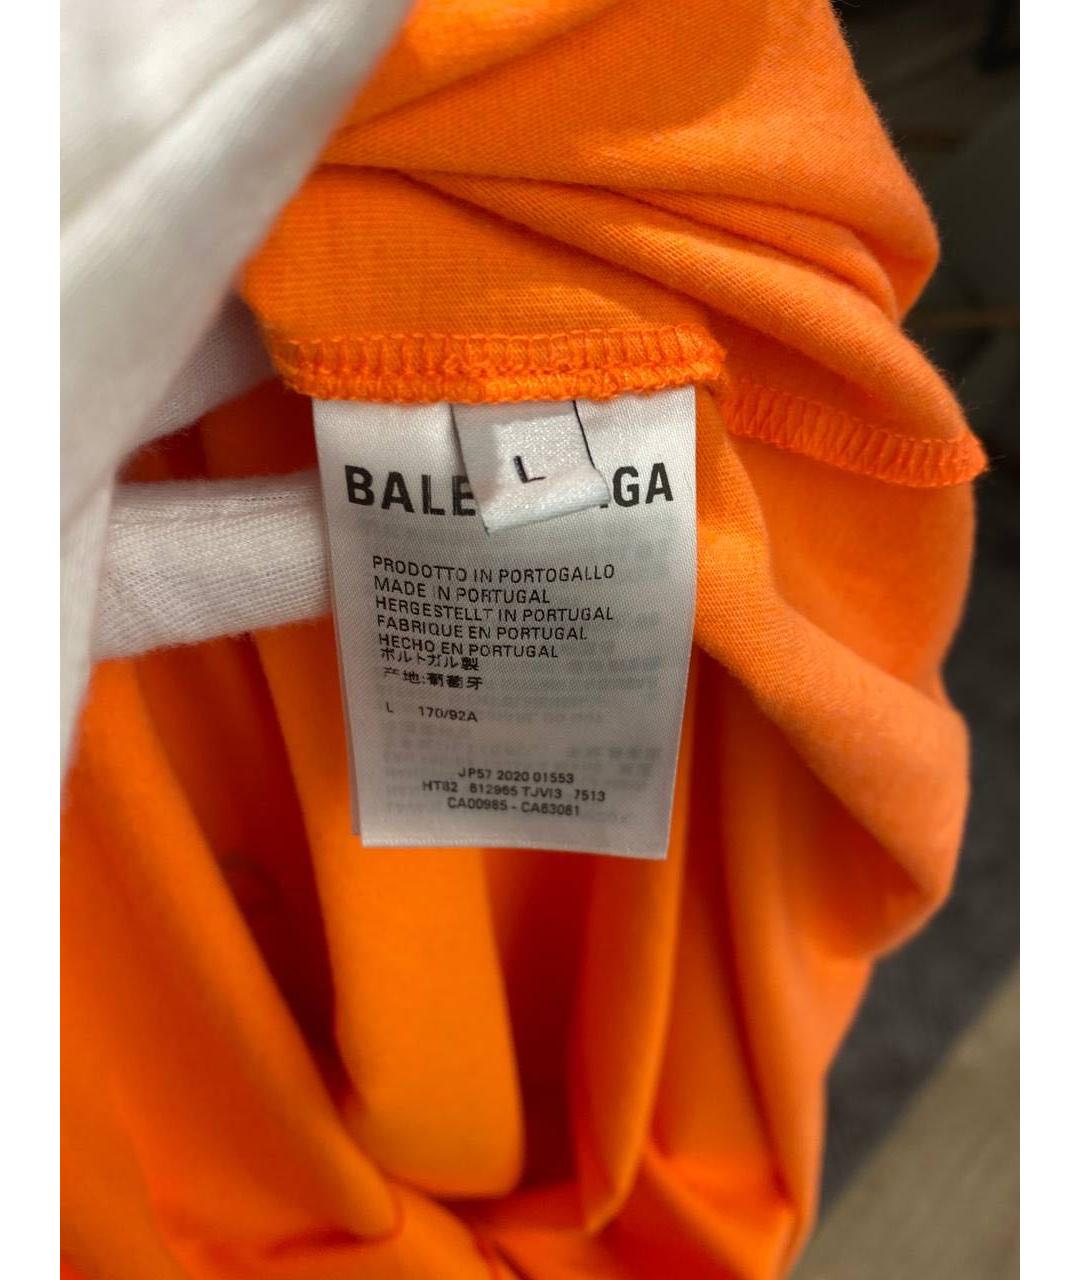 L
BALE GA
PRODOTTO IN PORTOGALLO
MADE IN PORTUGAL
HERGESTELLT IN PORTUGAL
FABRIQUE EN PORTUGAL
HECHO EN PORTUGAL
ポルトガル製
产地:葡萄牙
L 170/92A
JP57 2020 01553
HT82 612965 TJVI3 7513
CA00985 - CA63081